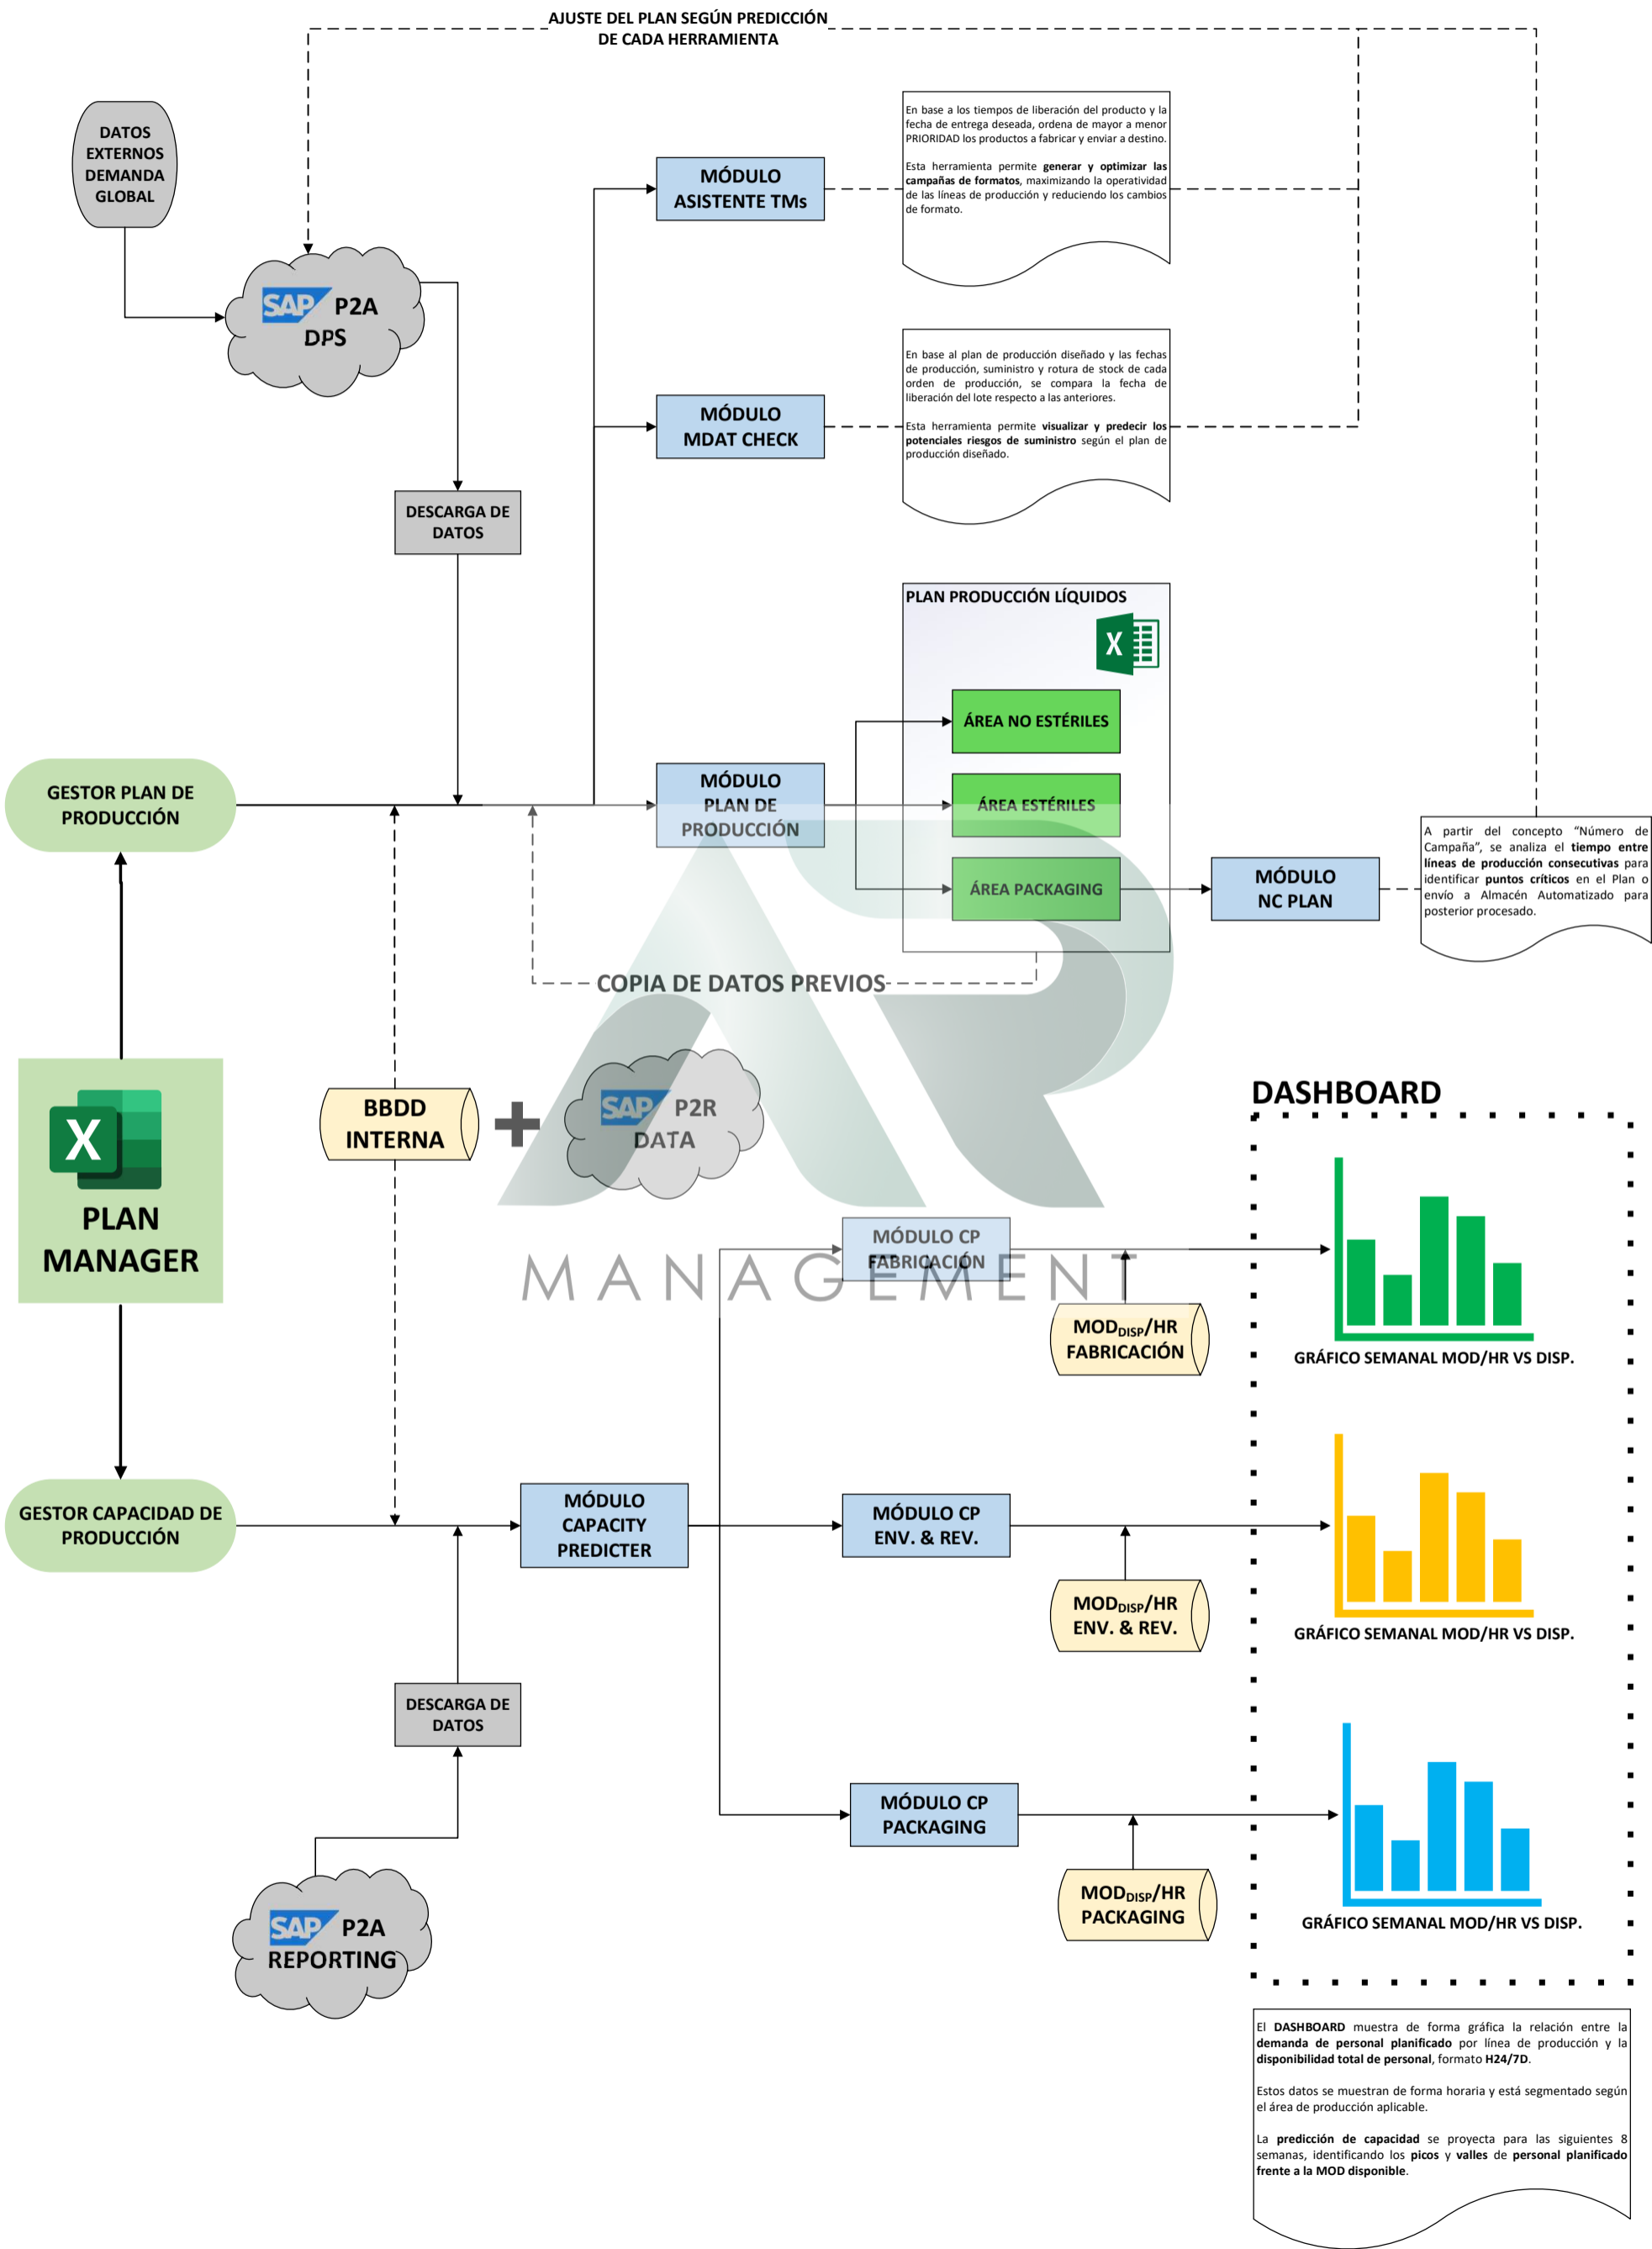 AJUSTE DEL PLAN SEGÚN PREDICCIÓN
DE CADA HERRAMIENTA
DATOS
EXTERNOS
DEMANDA
GLOBAL
SAP P2A
DPS
DESCARGA DE
DATOS
MÓDULO
ASISTENTE TMs
En base a los tiempos de liberación del producto y la
fecha de entrega deseada, ordena de mayor a menor
PRIORIDAD los productos a fabricar y enviar a destino.
Esta herramienta permite generar y optimizar las
campañas de formatos, maximizando la operatividad
de las líneas de producción y reduciendo los cambios
de formato.
MÓDULO
MDAT CHECK
En base al plan de producción diseñado y las fechas
de producción, suministro y rotura de stock de cada
orden de producción, se compara la fecha de
liberación del lote respecto a las anteriores.
Esta herramienta permite visualizar y predecir los
potenciales riesgos de suministro según el plan de
producción diseñado.
GESTOR PLAN DE
PRODUCCIÓN
MÓDULO
PLAN DE
PRODUCCIÓN
PLAN PRODUCCIÓN LÍQUIDOS
X
ÁREA NO ESTÉRILES
ÁREA ESTÉRILES
ÁREA PACKAGING
MÓDULO
NC PLAN
A partir del concepto “Número de
Campaña”, se analiza el tiempo entre
líneas de producción consecutivas para
identificar puntos críticos en el Plan o
envío a Almacén Automatizado para
posterior procesado.
COPIA DE DATOS PREVIOS
X
PLAN
MANAGER
BBDD
INTERNA
+
SAP P2R
DATA
AR
MANAGEMENT
DASHBOARD
MÓDULO CP
FABRICACIÓN
MOD DISP/HR
FABRICACIÓN
GRÁFICO SEMANAL MOD/HR VS DISP.
GESTOR CAPACIDAD DE
PRODUCCIÓN
MÓDULO
CAPACITY
PREDICTER
MÓDULO CP
ENV. & REV.
MOD DISP/HR
ENV. & REV.
GRÁFICO SEMANAL MOD/HR VS DISP.
DESCARGA DE
DATOS
SAP P2A
REPORTING
MÓDULO CP
PACKAGING
MOD DISP/HR
PACKAGING
GRÁFICO SEMANAL MOD/HR VS DISP.
El DASHBOARD muestra de forma gráfica la relación entre la
demanda de personal planificado por línea de producción y la
disponibilidad total de personal, formato H24/7D.
Estos datos se muestran de forma horaria y está segmentado según
el área de producción aplicable.
La predicción de capacidad se proyecta para las siguientes 8
semanas, identificando los picos y valles de personal planificado
frente a la MOD disponible.